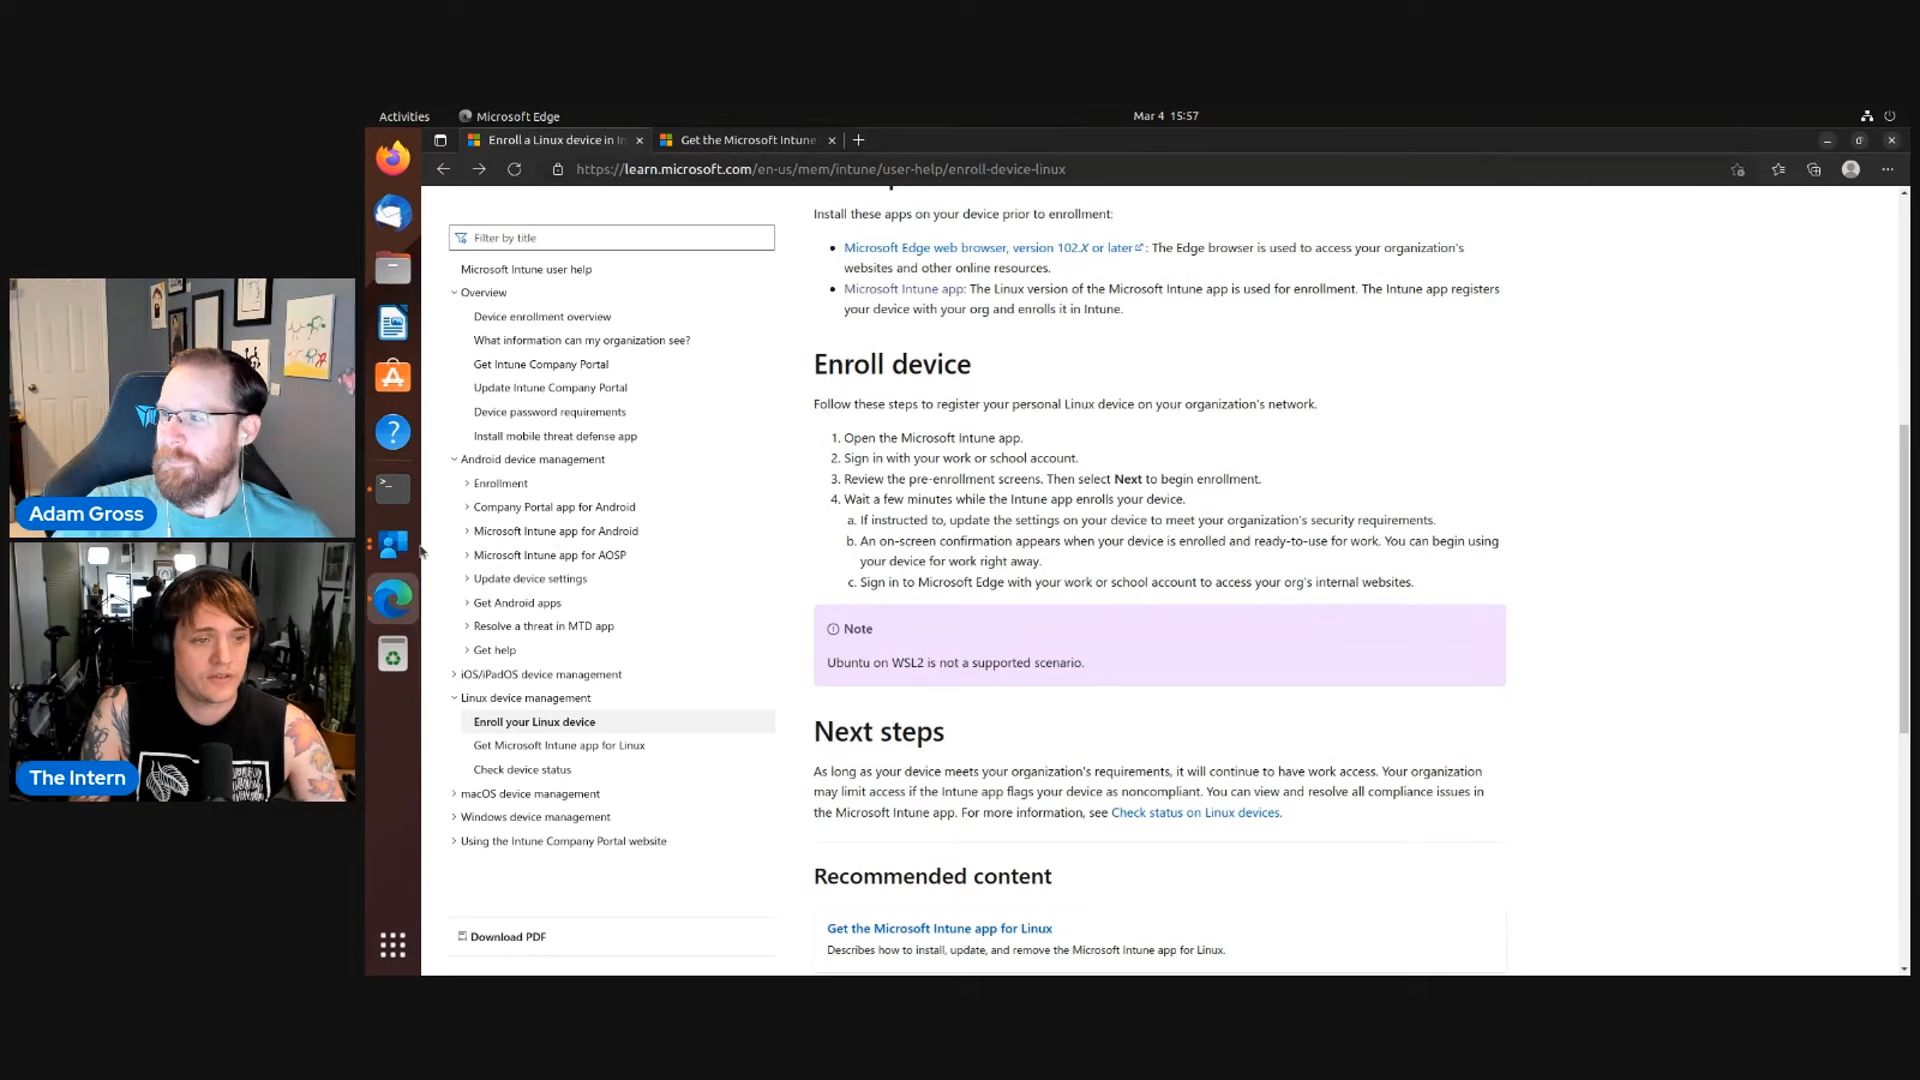 Activities
Microsoft Edge
Mar 4 15:57
Enroll a Linux device in In
Get the Microsoft Intune
https://learn.microsoft.com/en-us/mem/intune/user-help/enroll-device-linux
Filter by title
Microsoft Intune user help
Overview
Device enrollment overview
What information can my organization see?
Get Intune Company Portal
Update Intune Company Portal
Device password requirements
Install mobile threat defense app
Android device management
Enrollment
Company Portal app for Android
Microsoft Intune app for Android
Microsoft Intune app for AOSP
Update device settings
Get Android apps
Resolve a threat in MTD app
Get help
iOS/iPadOS device management
Linux device management
Enroll your Linux device
Get Microsoft Intune app for Linux
Check device status
macOS device management
Windows device management
Using the Intune Company Portal website
Download PDF
Install these apps on your device prior to enrollment:
• Microsoft Edge web browser, version 102.X or later : The Edge browser is used to access your organization's
websites and other online resources.
• Microsoft Intune app: The Linux version of the Microsoft Intune app is used for enrollment. The Intune app registers
your device with your org and enrolls it in Intune.
Enroll device
Follow these steps to register your personal Linux device on your organization's network.
1. Open the Microsoft Intune app.
2. Sign in with your work or school account.
3. Review the pre-enrollment screens. Then select Next to begin enrollment.
4. Wait a few minutes while the Intune app enrolls your device.
a. If instructed to, update the settings on your device to meet your organization's security requirements.
b. An on-screen confirmation appears when your device is enrolled and ready-to-use for work. You can begin using
your device for work right away.
c. Sign in to Microsoft Edge with your work or school account to access your org's internal websites.
Note
Ubuntu on WSL2 is not a supported scenario.
Next steps
As long as your device meets your organization's requirements, it will continue to have work access. Your organization
may limit access if the Intune app flags your device as noncompliant. You can view and resolve all compliance issues in
the Microsoft Intune app. For more information, see Check status on Linux devices.
Recommended content
Get the Microsoft Intune app for Linux
Describes how to install, update, and remove the Microsoft Intune app for Linux.
Adam Gross
The Intern